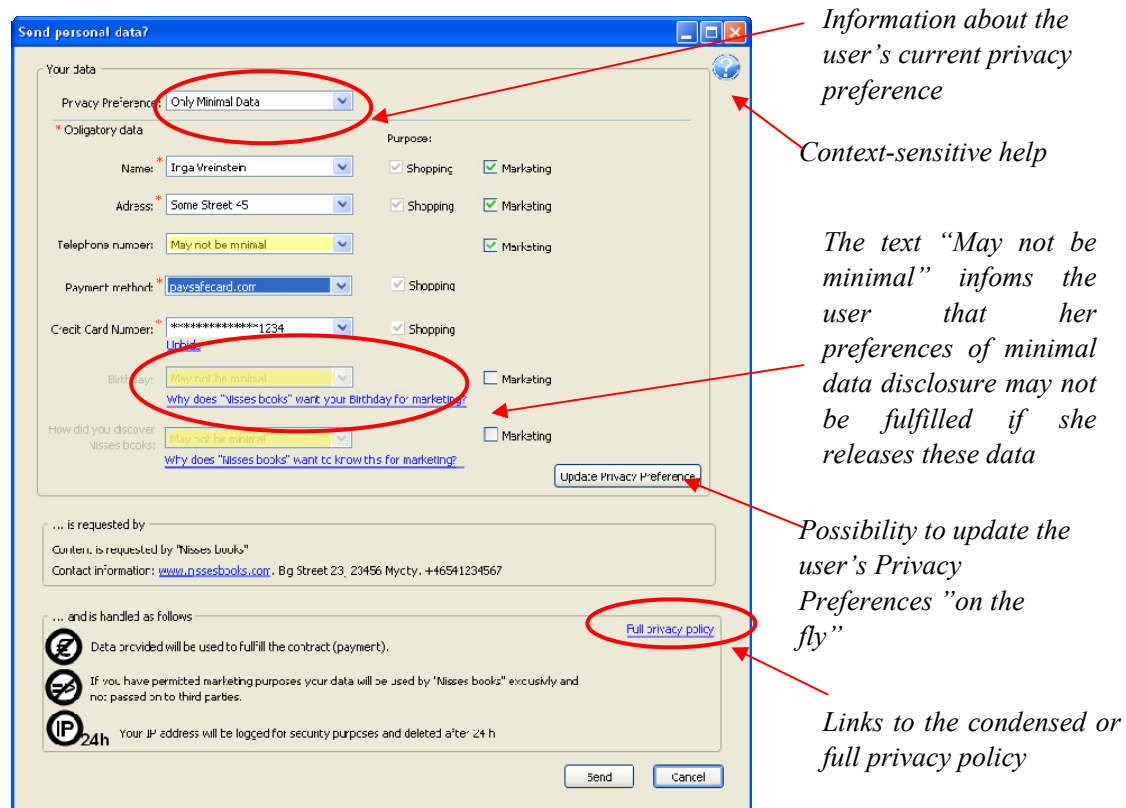 Send personal data?
Your data
Privacy Preference: Only Minimal Data
* Obligatory data
Purpose:
Name: * Inga Vreinstein Shopping Marketing
Adress: * Some Street 45 Shopping Marketing
Telephone number: May not be minimal Marketing
Payment method: * paysafecard.com Shopping
Credit Card Number: * **************1234 Shopping
Unhide
Birthday: May not be minimal Marketing
Why does "Nisses books" want your Birthday for marketing?
How did you discover
Nisses books: May not be minimal Marketing
Why does "Nisses books" want to know this for marketing?
Update Privacy Preference
... is requested by
Content is requested by "Nisses books"
Contact information: www.nissesbooks.com, Bg Street 23, 23456 Mycity, +46541234567
... and is handled as follows
Full privacy policy
Data provided will be used to fulfill the contract (payment).
If you have permitted marketing purposes your data will be used by "Nisses books" exclusivly and
not passed on to third parties.
IP 24h Your IP address will be logged for security purposes and deleted after 24 h
Send Cancel
Information about the
user's current privacy
preference
Context-sensitive help
The text “May not be
minimal” infoms the
user that her
preferences of minimal
data disclosure may not
be fulfilled if she
releases these data
Possibility to update the
user's Privacy
Preferences ”on the
fly”
Links to the condensed or
full privacy policy